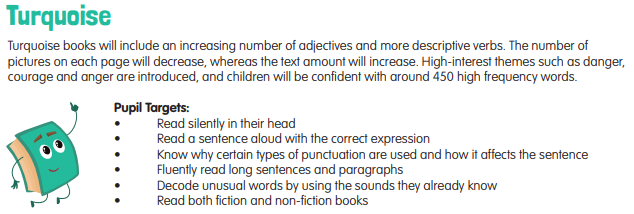 Turquoise
Turquoise books will include an increasing number of adjectives and more descriptive verbs. The number of
pictures on each page will decrease, whereas the text amount will increase. High-interest themes such as danger,
courage and anger are introduced, and children will be confident with around 450 high frequency words.
Pupil Targets:
• Read silently in their head
• Read a sentence aloud with the correct expression
• Know why certain types of punctuation are used and how it affects the sentence
• Fluently read long sentences and paragraphs
• Decode unusual words by using the sounds they already know
• Read both fiction and non-fiction books